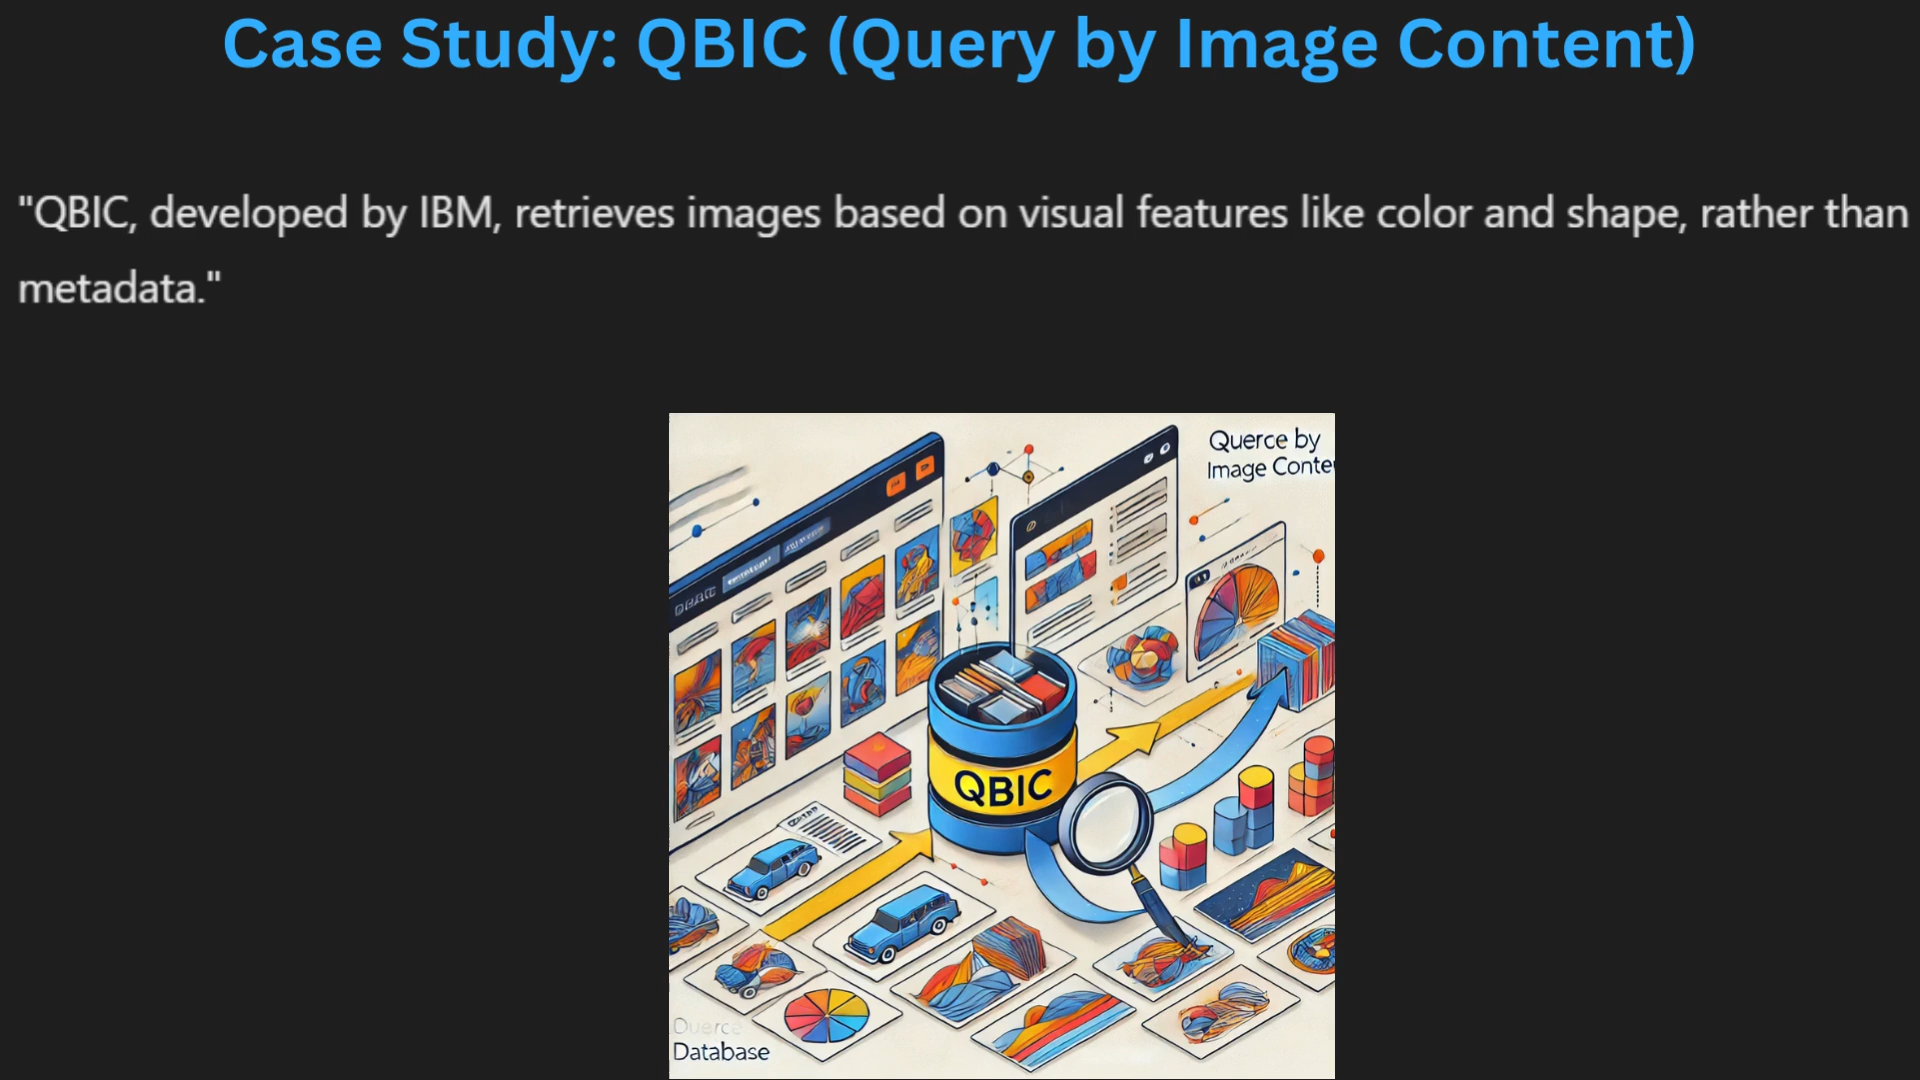 Case Study: QBIC (Query by Image Content)
"QBIC, developed by IBM, retrieves images based on visual features like color and shape, rather than
metadata."
Querce by
Image Conte
QBIC
Duerce
Database